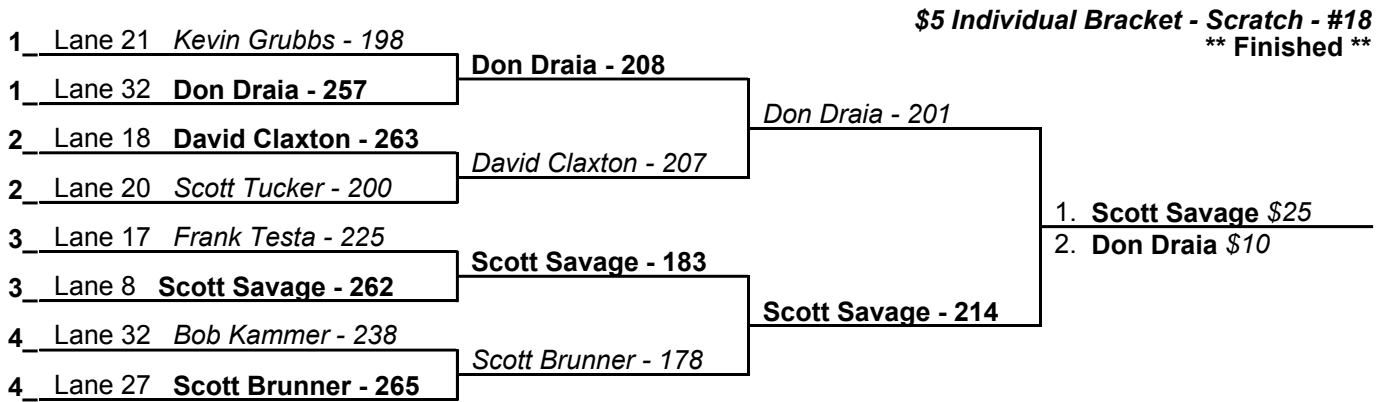 $5 Individual Bracket - Scratch - #18
** Finished **
1_ Lane 21 Kevin Grubbs - 198
1_ Lane 32 Don Draia - 257
2_ Lane 18 David Claxton - 263
2_ Lane 20 Scott Tucker - 200
3_ Lane 17 Frank Testa - 225
3_ Lane 8 Scott Savage - 262
4_ Lane 32 Bob Kammer - 238
4_ Lane 27 Scott Brunner - 265
Don Draia - 208
David Claxton - 207
Scott Savage - 183
Scott Brunner - 178
Don Draia - 201
Scott Savage - 214
1. Scott Savage $25
2. Don Draia $10